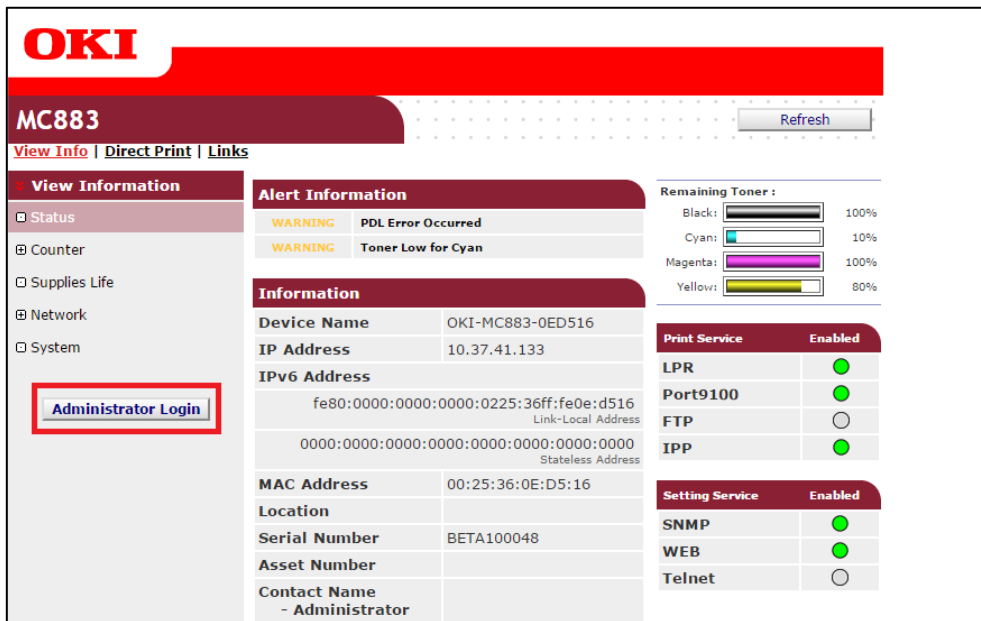 OKI
MC883
Refresh
View Info | Direct Print | Links
View Information
Status
Counter
Supplies Life
Network
System
Administrator Login
Alert Information
WARNING PDL Error Occurred
WARNING Toner Low for Cyan
Information
Device Name OKI-MC883-0ED516
IP Address 10.37.41.133
IPv6 Address
fe80:0000:0000:0000:0225:36ff:fe0e:d516
Link-Local Address
0000:0000:0000:0000:0000:0000:0000:0000
Stateless Address
MAC Address 00:25:36:0E:D5:16
Location
Serial Number BETA100048
Asset Number
Contact Name
- Administrator
Remaining Toner :
Black: 100%
Cyan: 10%
Magenta: 100%
Yellow: 80%
Print Service Enabled
LPR
Port9100
FTP
IPP
Setting Service Enabled
SNMP
WEB
Telnet